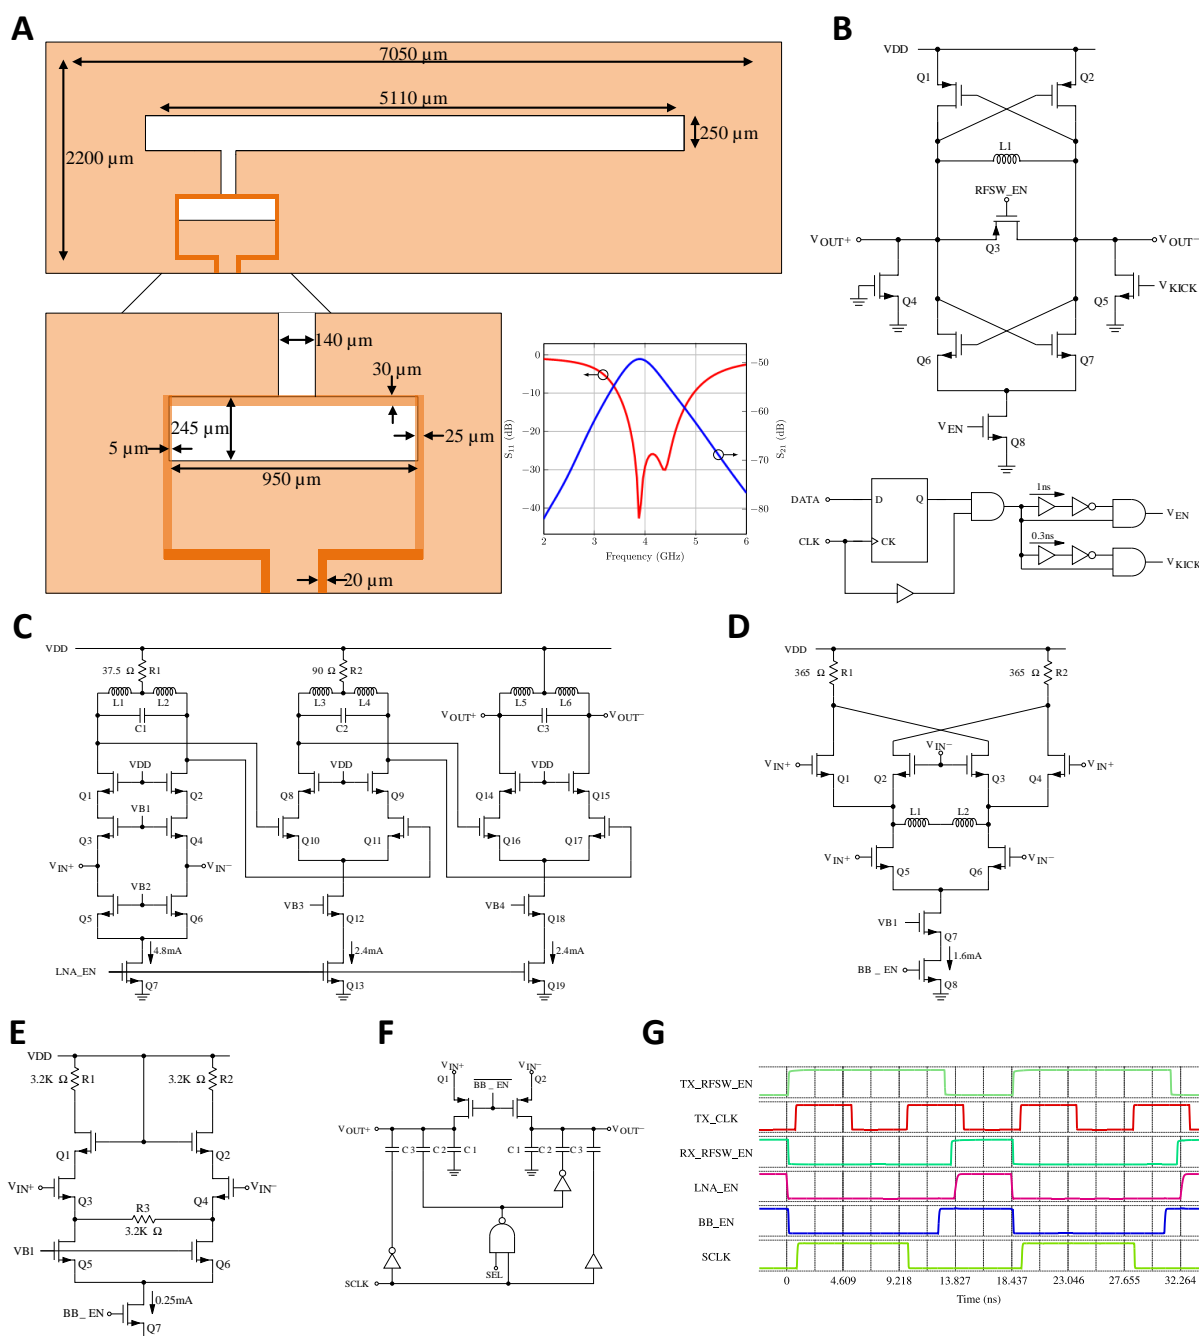 A
7050 µm
5110 µm
250 µm
2200 µm
140 µm
30 µm
245 µm
5 µm
25 µm
950 µm
20 µm
0
−10
−20
−30
−40
S11 (dB)
−50
−60
−70
−80
S21 (dB)
2
3
4
5
6
Frequency (GHz)
B
VDD
Q1
Q2
L1
RFSW_EN
VOUT+
VOUT−
Q3
Q4
Q5
VKICK
Q6
Q7
VEN
Q8
DATA
D
Q
CLK
CK
1ns
0.3ns
VEN
VKICK
C
VDD
37.5 Ω
R1
90 Ω
R2
L1
L2
L3
L4
L5
L6
C1
C2
C3
VOUT+
VOUT−
VDD
VDD
VDD
Q1
Q2
Q8
Q9
Q14
Q15
VB1
Q3
Q4
Q10
Q11
Q16
Q17
VIN+
VIN−
VB2
Q5
Q6
VB3
Q12
VB4
Q18
4.8mA
2.4mA
2.4mA
LNA_EN
Q7
Q13
Q19
D
VDD
365 Ω
R1
365 Ω
R2
VIN+
Q1
Q2
VIN−
Q3
Q4
VIN+
L1
L2
VIN+
Q5
Q6
VIN−
VB1
Q7
1.6mA
BB_ EN
Q8
E
VDD
3.2K Ω
R1
3.2K Ω
R2
Q1
Q2
VIN+
Q3
Q4
VIN−
R3
3.2K Ω
VB1
Q5
Q6
0.25mA
BB_ EN
Q7
F
VIN+
VIN−
Q1
BB_EN
Q2
VOUT+
VOUT−
C3
C2
C1
C1
C2
C3
SEL
SCLK
G
TX_RFSW_EN
TX_CLK
RX_RFSW_EN
LNA_EN
BB_EN
SCLK
0
4.609
9.218
13.827
18.437
23.046
27.655
32.264
Time (ns)